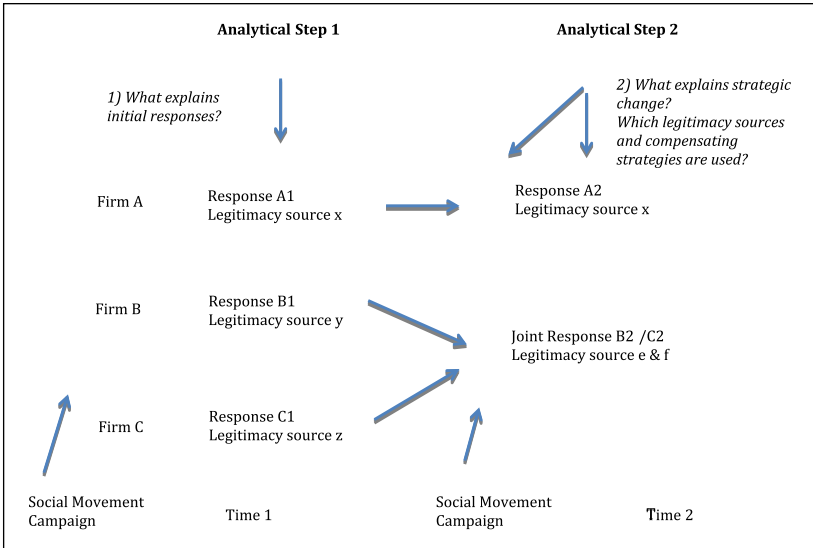 Analytical Step 1
Analytical Step 2
1) What explains
initial responses?
2) What explains strategic
change?
Which legitimacy sources
and compensating
strategies are used?
Firm A
Response A1
Legitimacy source x
Response A2
Legitimacy source x
Firm B
Response B1
Legitimacy source y
Joint Response B2 /C2
Legitimacy source e & f
Firm C
Response C1
Legitimacy source z
Social Movement
Campaign
Time 1
Social Movement
Campaign
Time 2